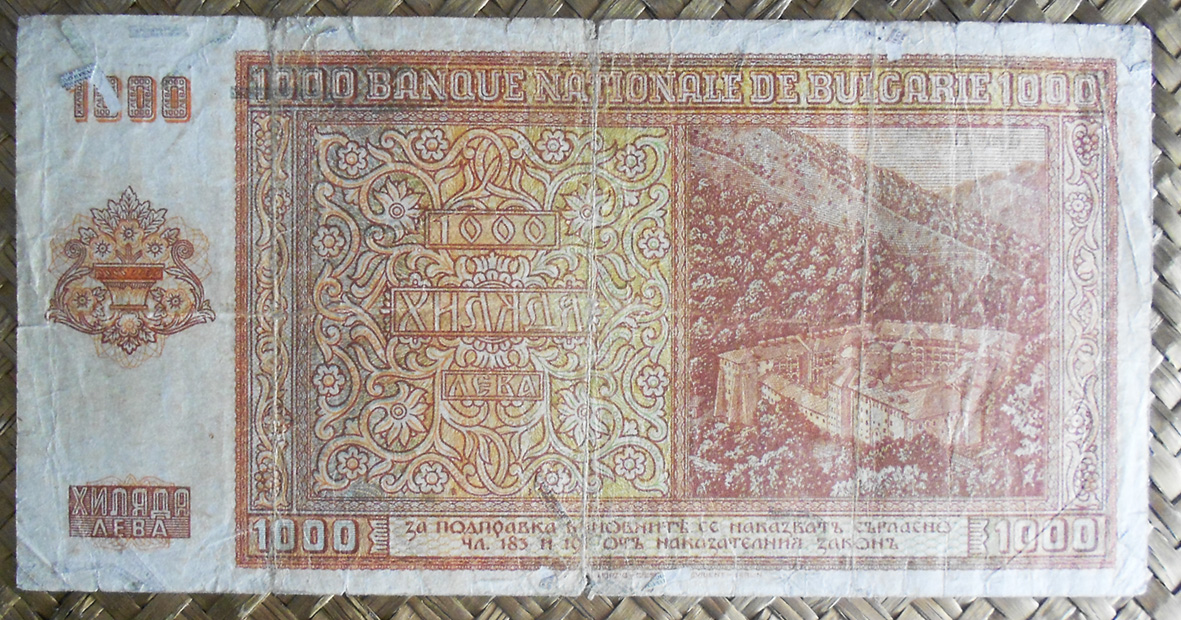 1000
1000 BANQUE NATIONALE DE BULGARIE 1000
1000
ХИЛЯДА
ЛЕВА
ХИЛЯДА
ЛЕВА
1000
ЗА ПОДПРАВКА БАНКНОТИТѢ СЕ НАКАЗВАТЪ СЪГЛАСНО
ЧЛ. 183 И ОТЪ НАКАЗАТЕЛНИЯ ЗАКОНЪ
1000